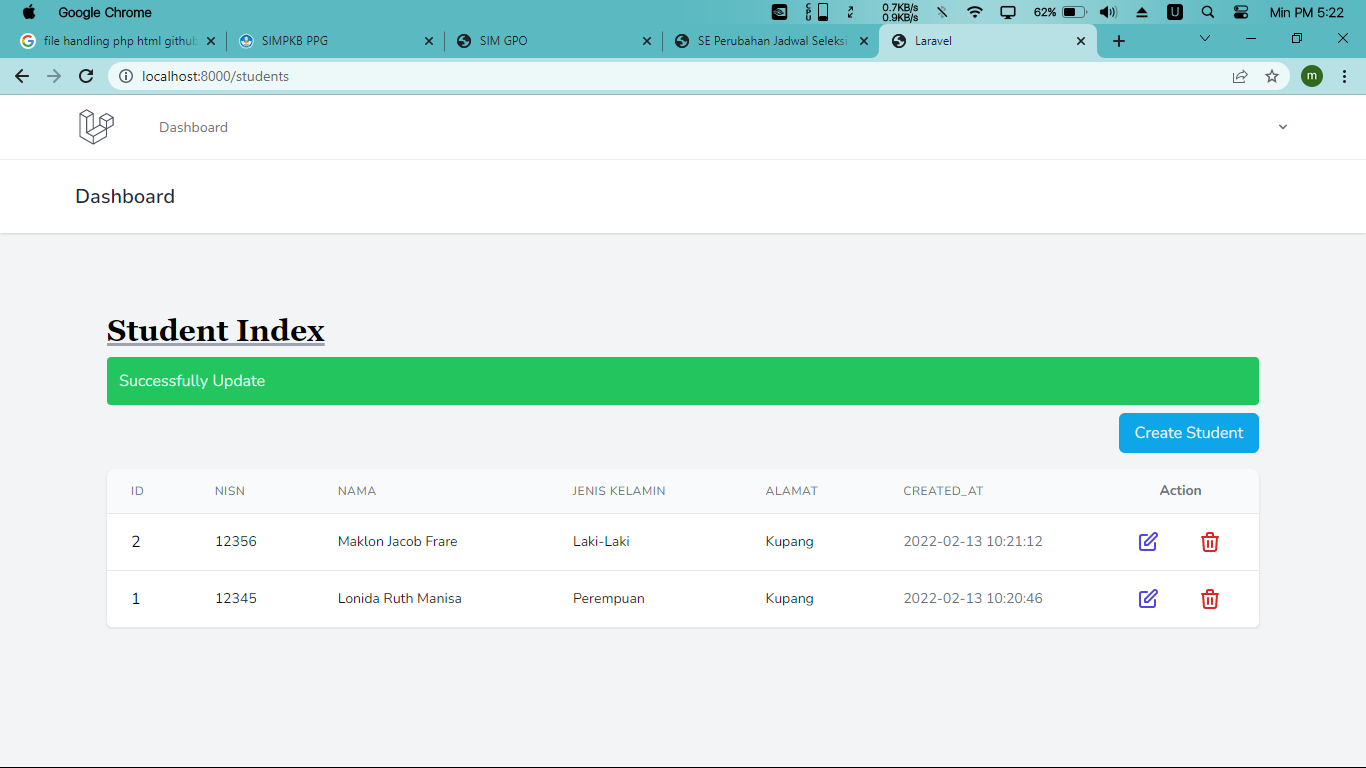 Google Chrome
CPU
0.7KB/s
0.9KB/s
62%
U
Min PM 5:22
file handling php html github
SIMPKB PPG
SIM GPO
SE Perubahan Jadwal Seleksi
Laravel
localhost:8000/students
m
Dashboard
Dashboard
Student Index
Successfully Update
Create Student
ID NISN NAMA JENIS KELAMIN ALAMAT CREATED_AT Action
2 12356 Maklon Jacob Frare Laki-Laki Kupang 2022-02-13 10:21:12
1 12345 Lonida Ruth Manisa Perempuan Kupang 2022-02-13 10:20:46